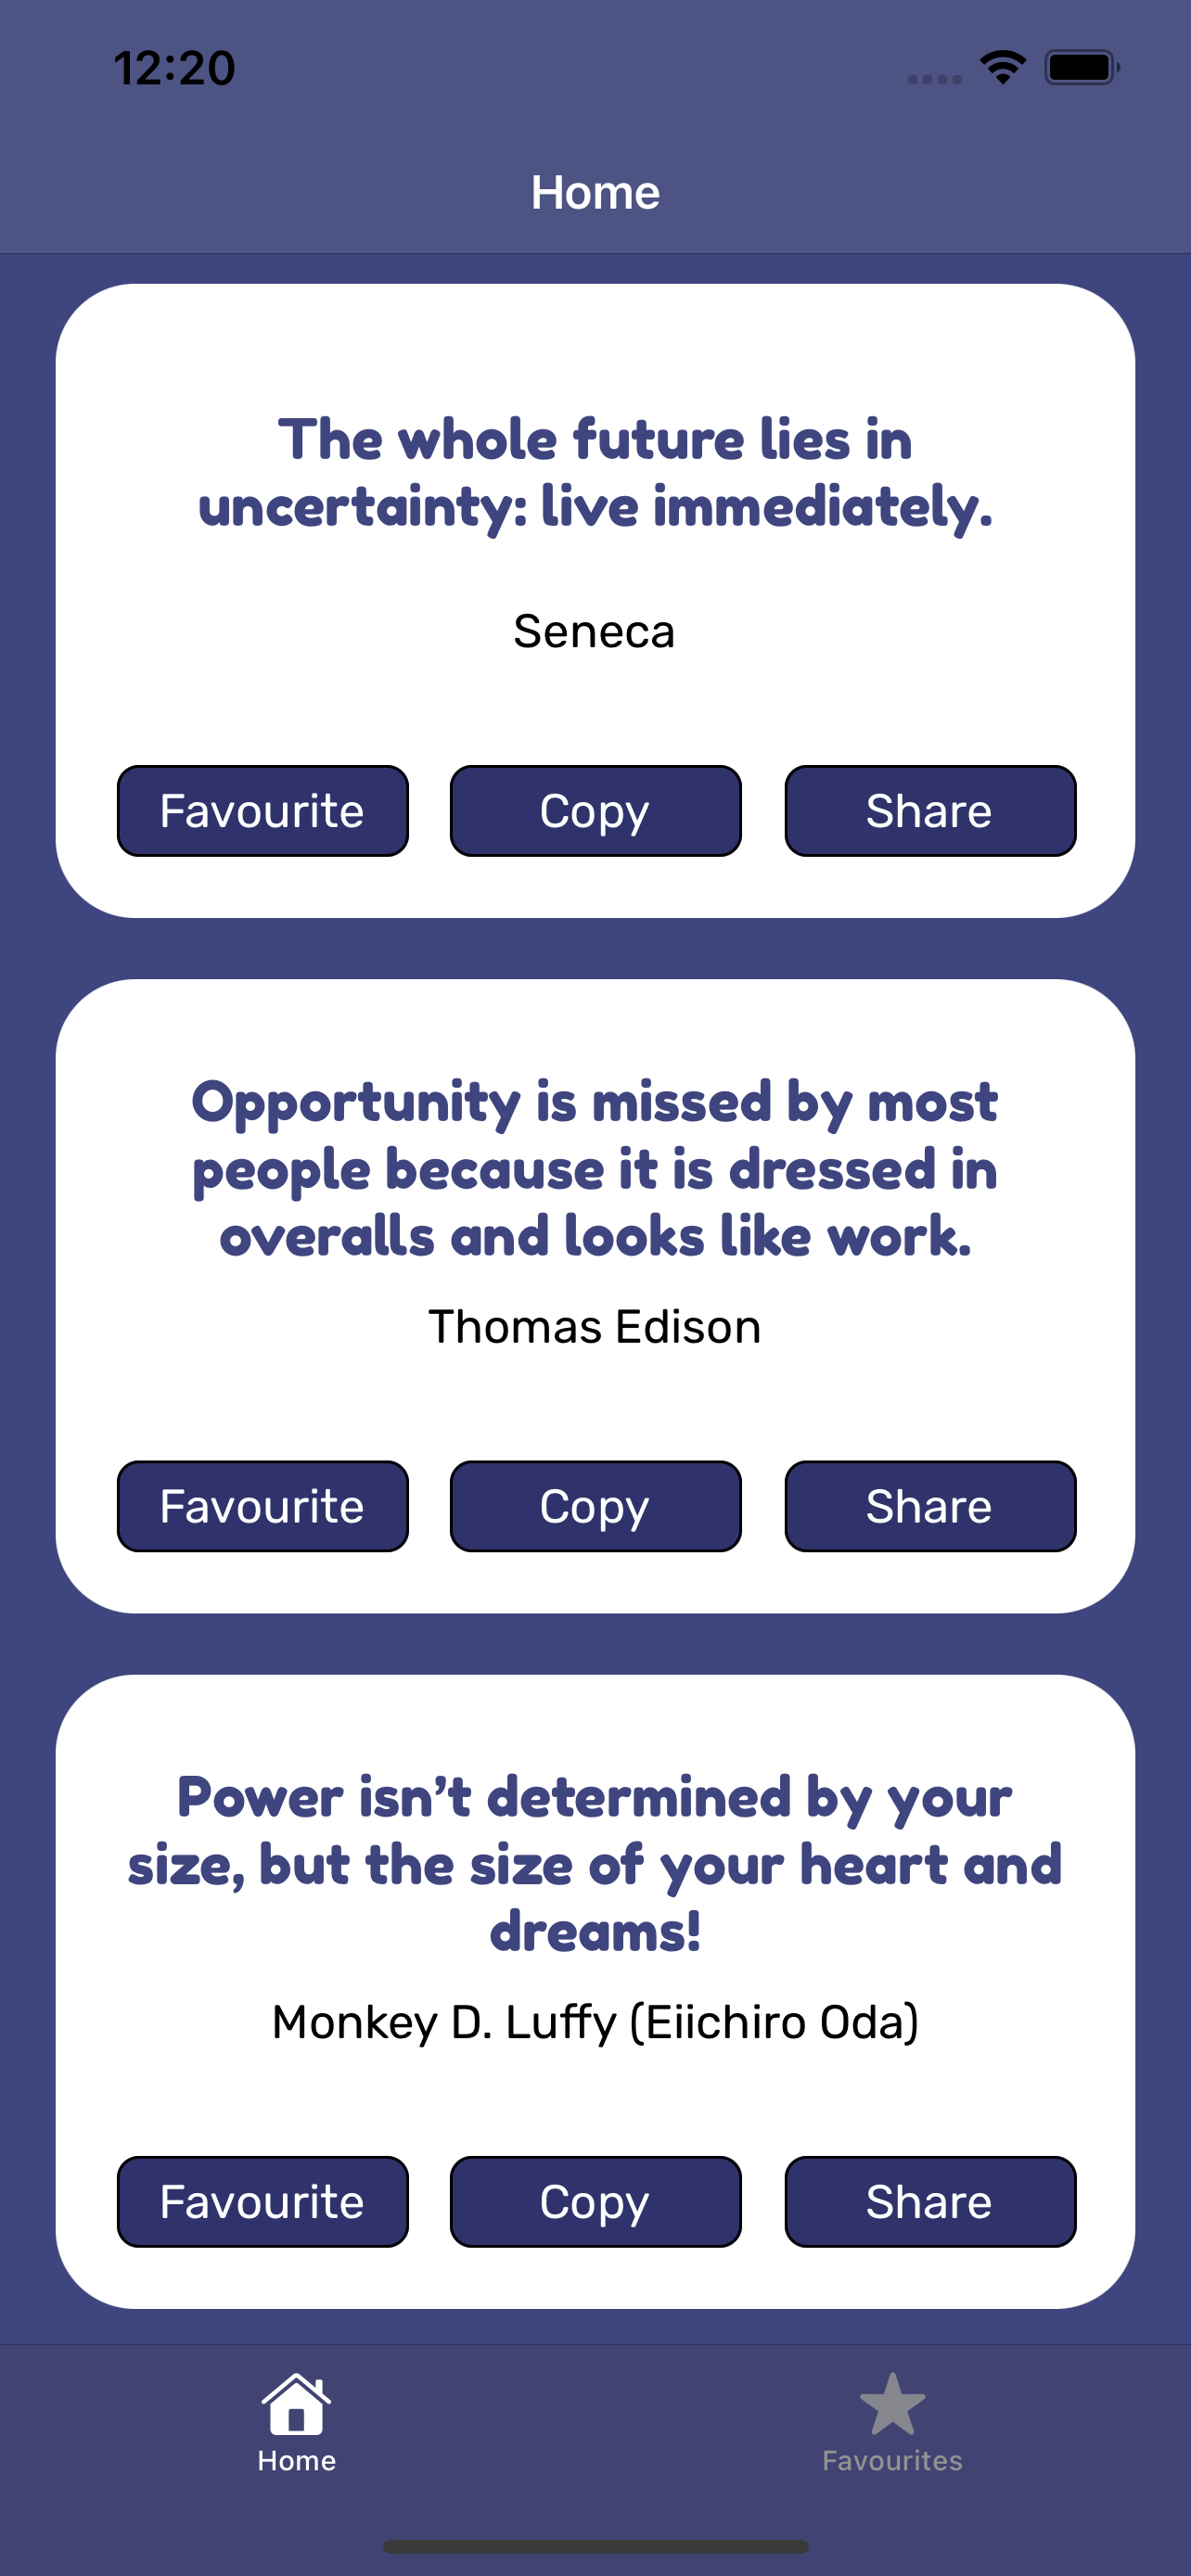 12:20
Home
The whole future lies in
uncertainty: live immediately.
Seneca
Favourite Copy Share
Opportunity is missed by most
people because it is dressed in
overalls and looks like work.
Thomas Edison
Favourite Copy Share
Power isn’t determined by your
size, but the size of your heart and
dreams!
Monkey D. Luffy (Eiichiro Oda)
Favourite Copy Share
Home Favourites